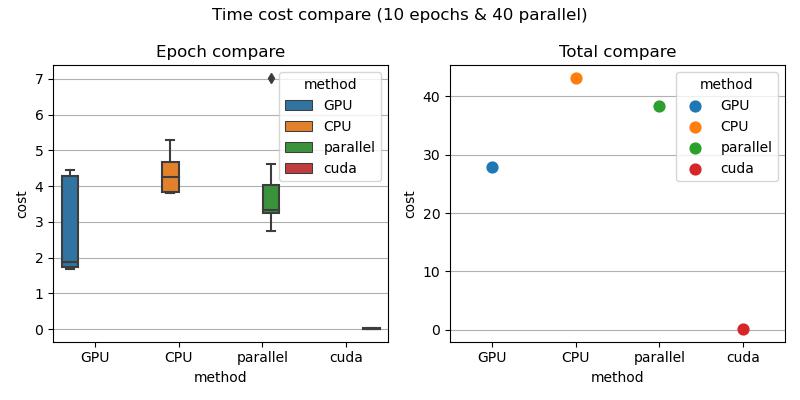 Time cost compare (10 epochs & 40 parallel)
Epoch compare
7
6
5
4
3
2
1
0
cost
method
GPU
CPU
parallel
cuda
GPU
CPU
parallel
cuda
method
Total compare
40
30
20
10
0
cost
method
GPU
CPU
parallel
cuda
GPU
CPU
parallel
cuda
method